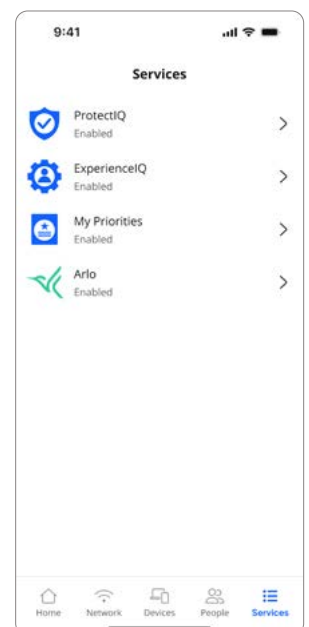 9:41
Services
ProtectIQ
Enabled
ExperienceIQ
Enabled
My Priorities
Enabled
Arlo
Enabled
Home Network Devices People Services